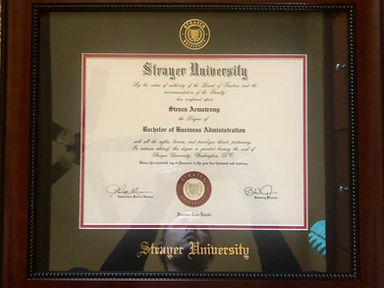 STRAYER
UNIVERSITY
Strayer University
By the virtue of authority of the Board of Trustees and the
recommendation of the Faculty
has conferred upon
Steven Armstrong
the Degree of
Bachelor of Business Administration
with all the rights, honors, and privileges thereto pertaining.
In witness whereof, this degree is granted bearing the seal of
Strayer University, Washington, D.C.
STRAYER
Summa Cum Laude
Strayer University